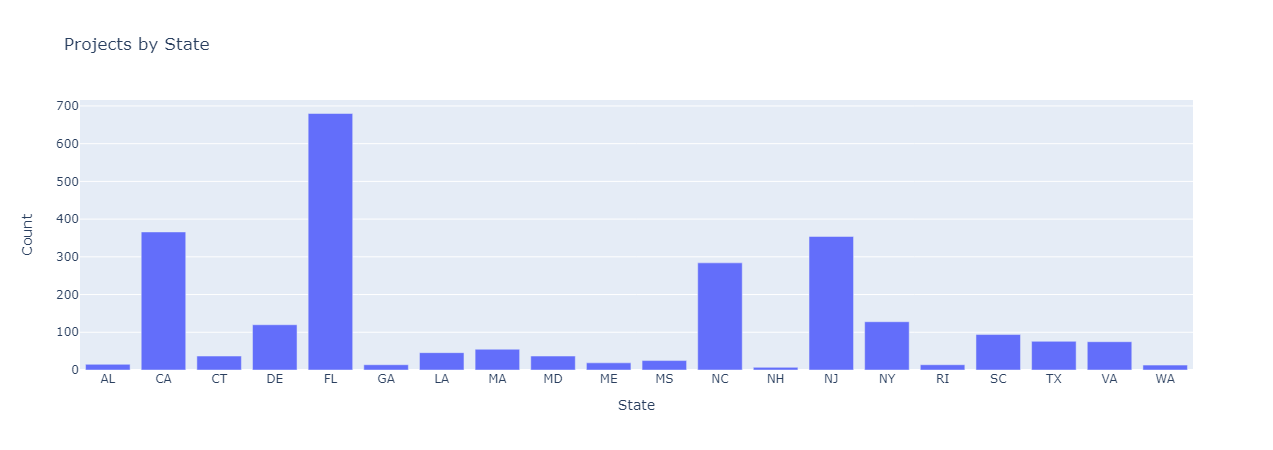 Projects by State
700
600
500
400
300
200
100
0
Count
AL CA CT DE FL GA LA MA MD ME MS NC NH NJ NY RI SC TX VA WA
State